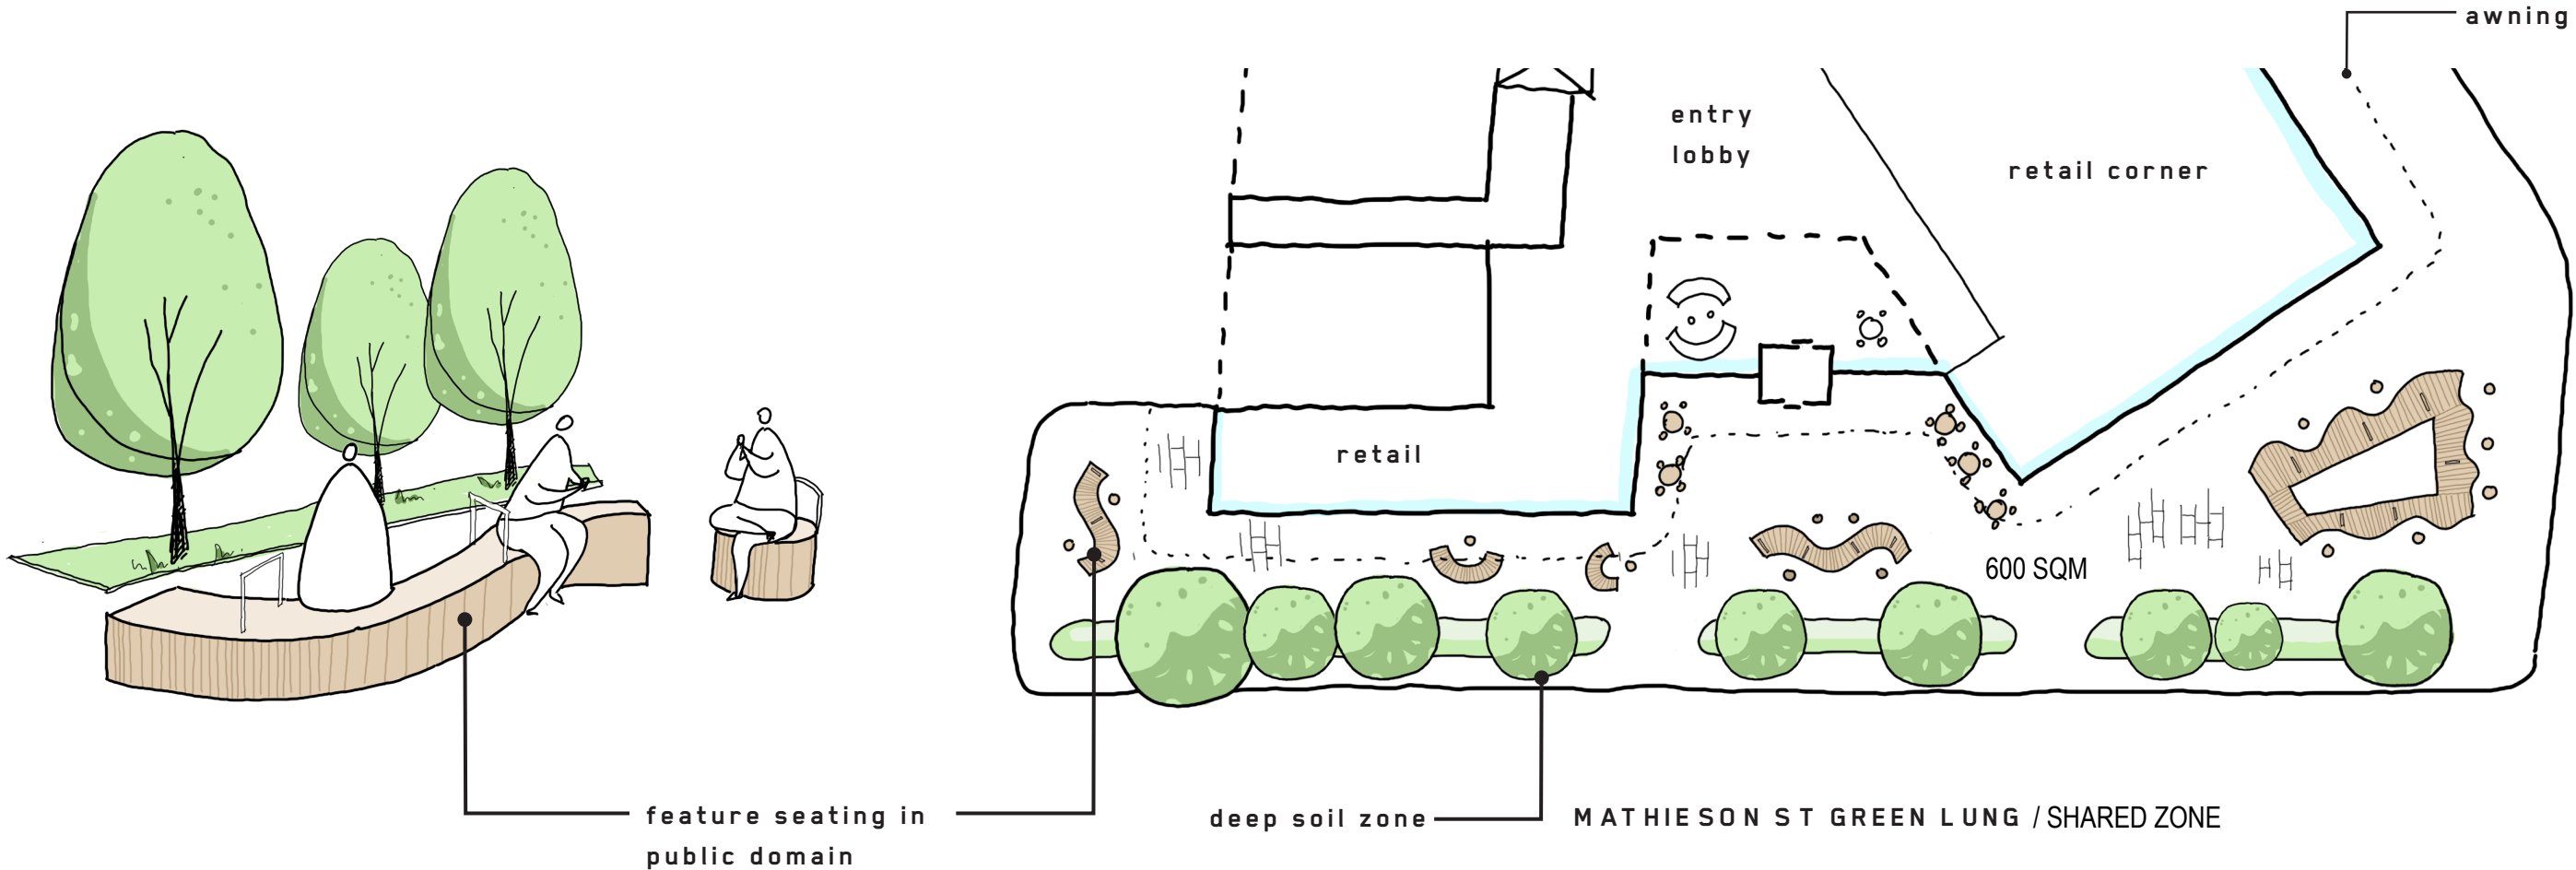 awning
entry
lobby
retail corner
retail
600 SQM
feature seating in
public domain
deep soil zone
MATHIESON ST GREEN LUNG / SHARED ZONE